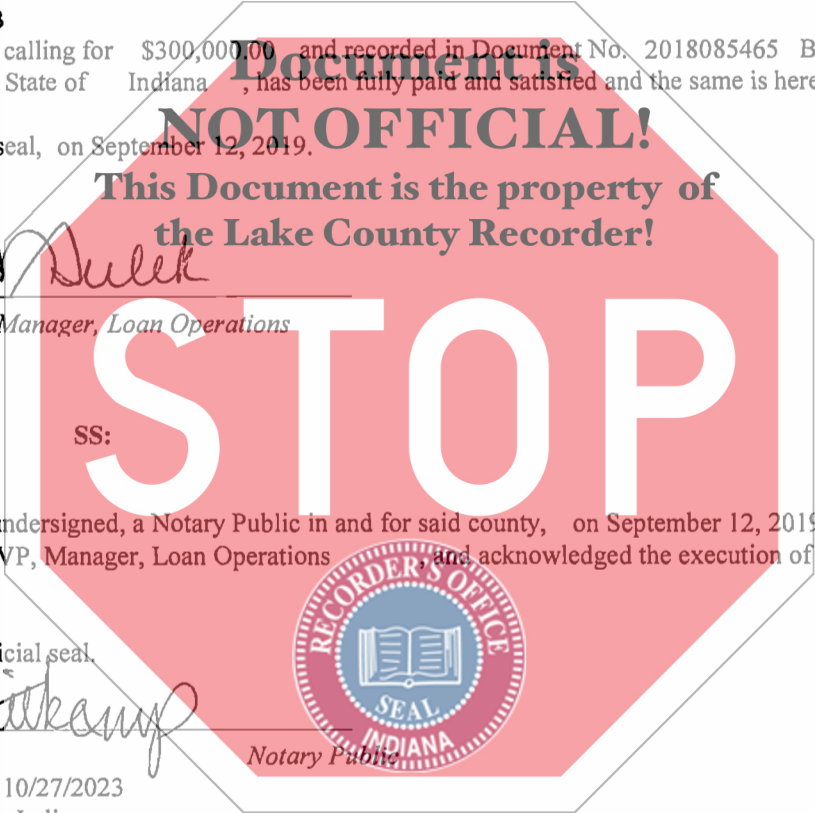 calling for $300,000.00 and recorded in Document No. 2018085465 B
State of Indiana , has been fully paid and satisfied and the same is here
Document is
NOT OFFICIAL!
seal, on September 12, 2019.
This Document is the property of
the Lake County Recorder!
Manager, Loan Operations
STOP
SS:
ndersigned, a Notary Public in and for said county, on September 12, 2019
VP, Manager, Loan Operations , and acknowledged the execution of
RECORDER'S OFFICE
SEAL
INDIANA
icial seal.
Notary Public
10/27/2023